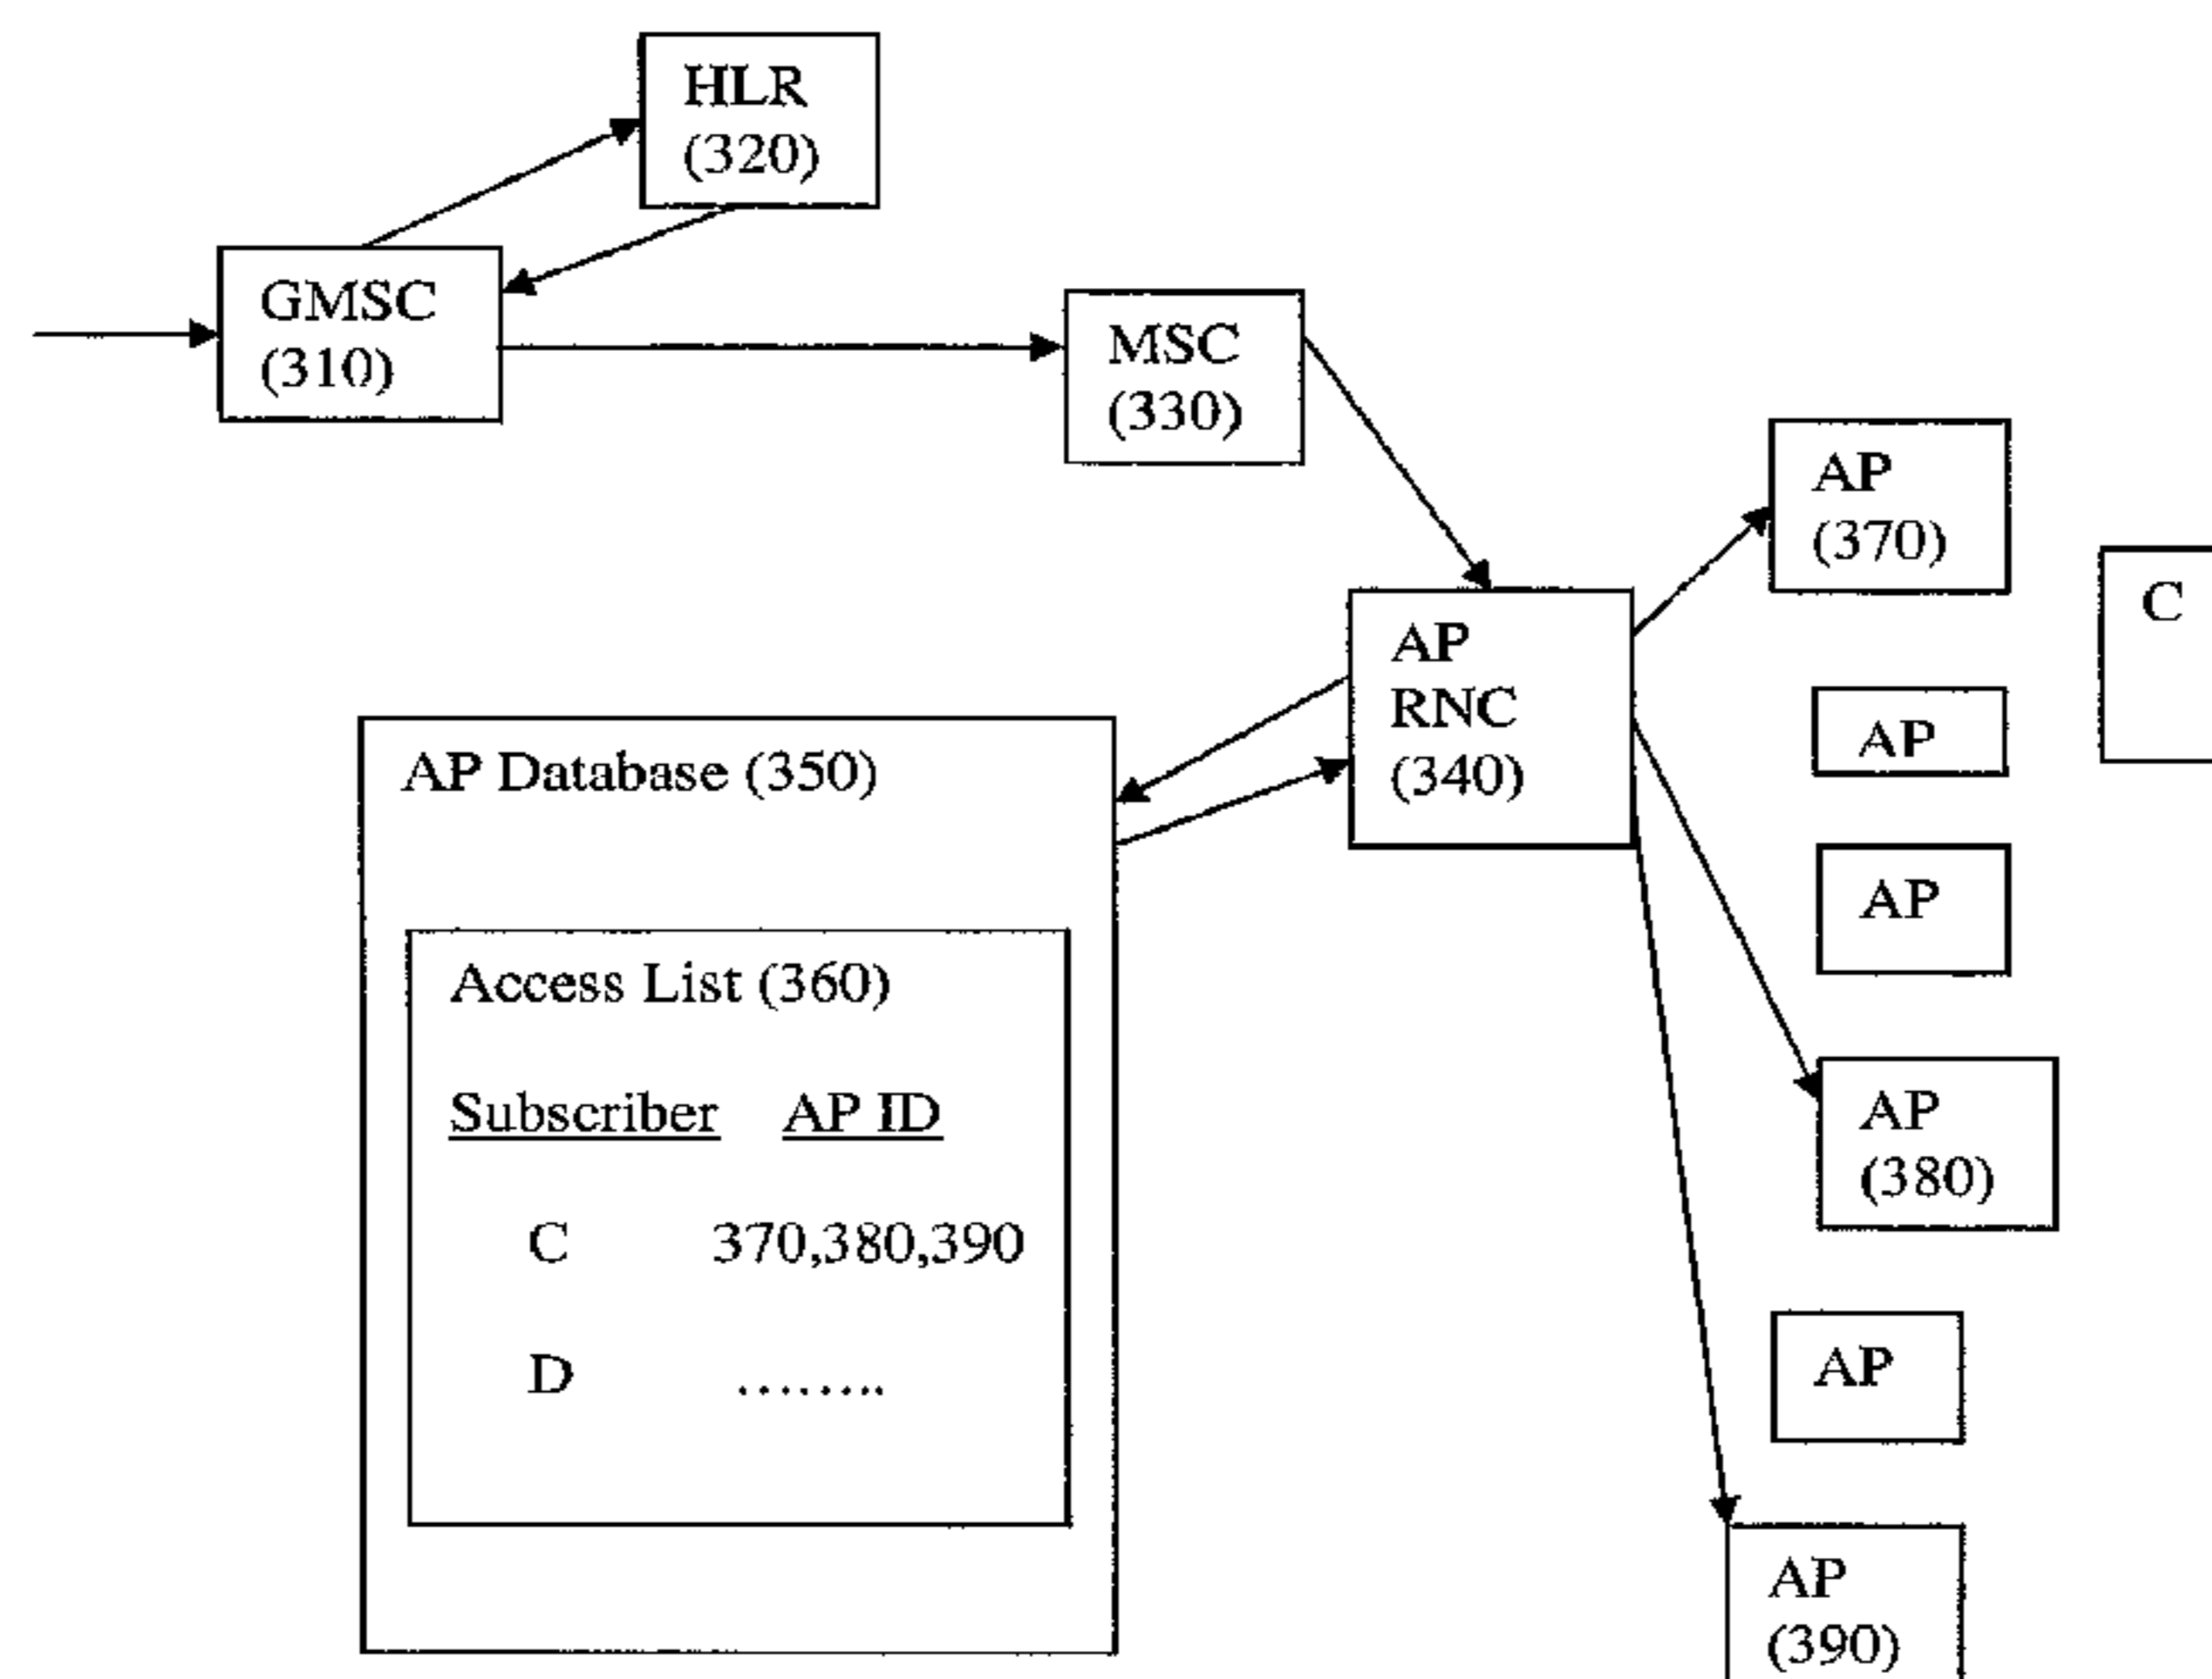 HLR
(320)
GMSC
(310)
MSC
(330)
AP
(370)
C
AP
RNC
(340)
AP
AP Database (350)
AP
Access List (360)
Subscriber AP ID
AP
(380)
C 370,380,390
D ........
AP
AP
(390)